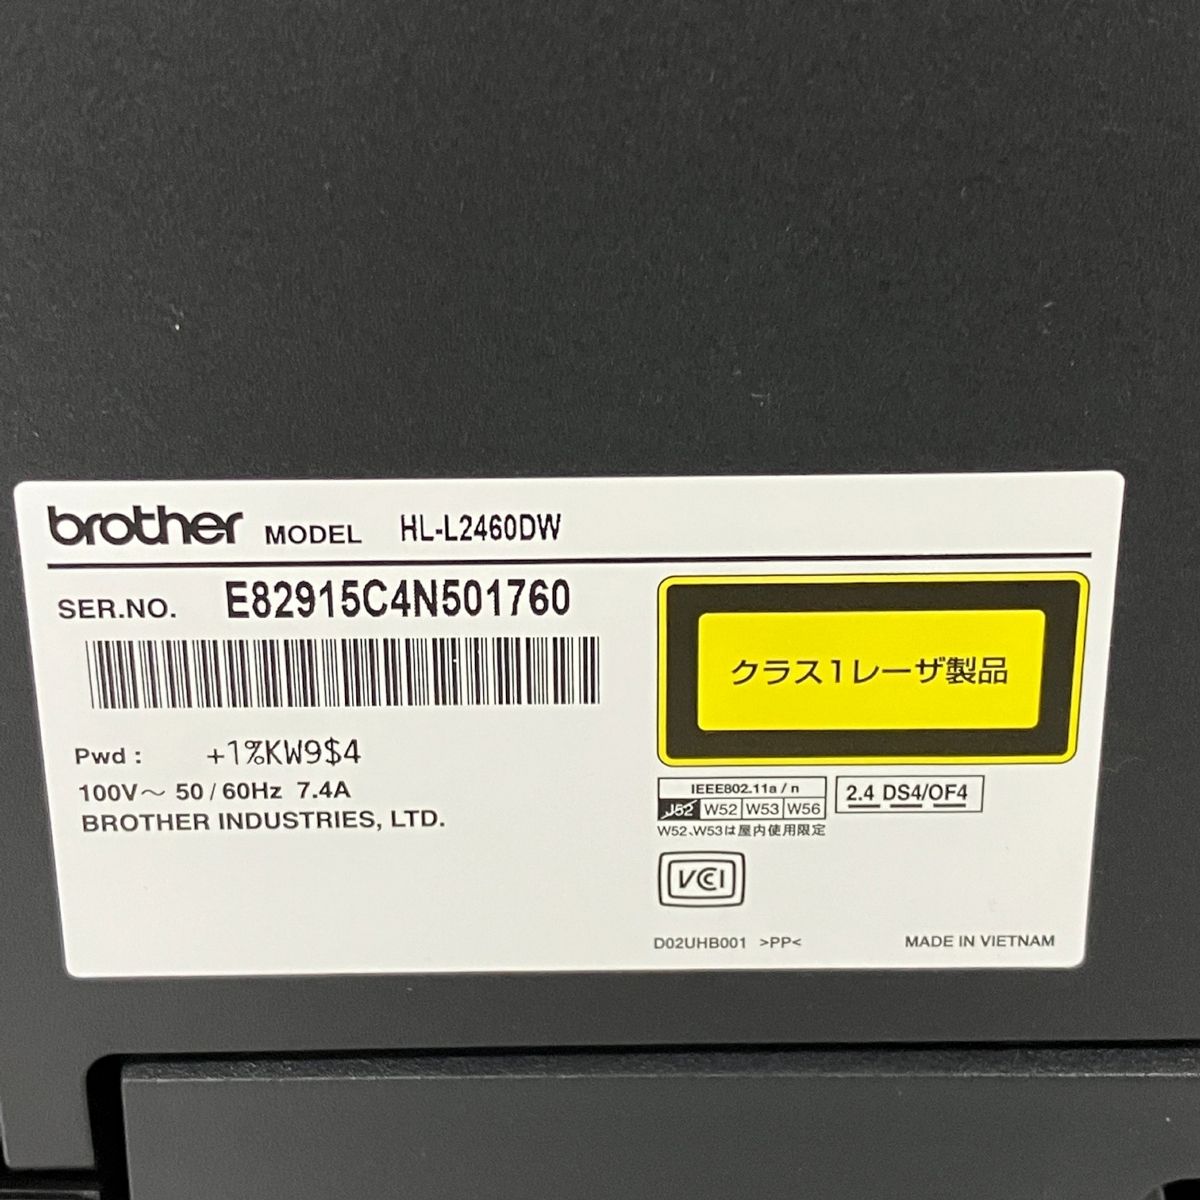 brother MODEL HL-L2460DW
SER.NO. E82915C4N501760
クラス1レーザ製品
Pwd : +1%KW9$4
100V～ 50/60Hz 7.4A
BROTHER INDUSTRIES, LTD.
IEEE802.11a/n
J52 W52 W53 W56
W52、W53は屋内使用限定
2.4 DS4/OF4
VCI
D02UHB001 >PP<
MADE IN VIETNAM